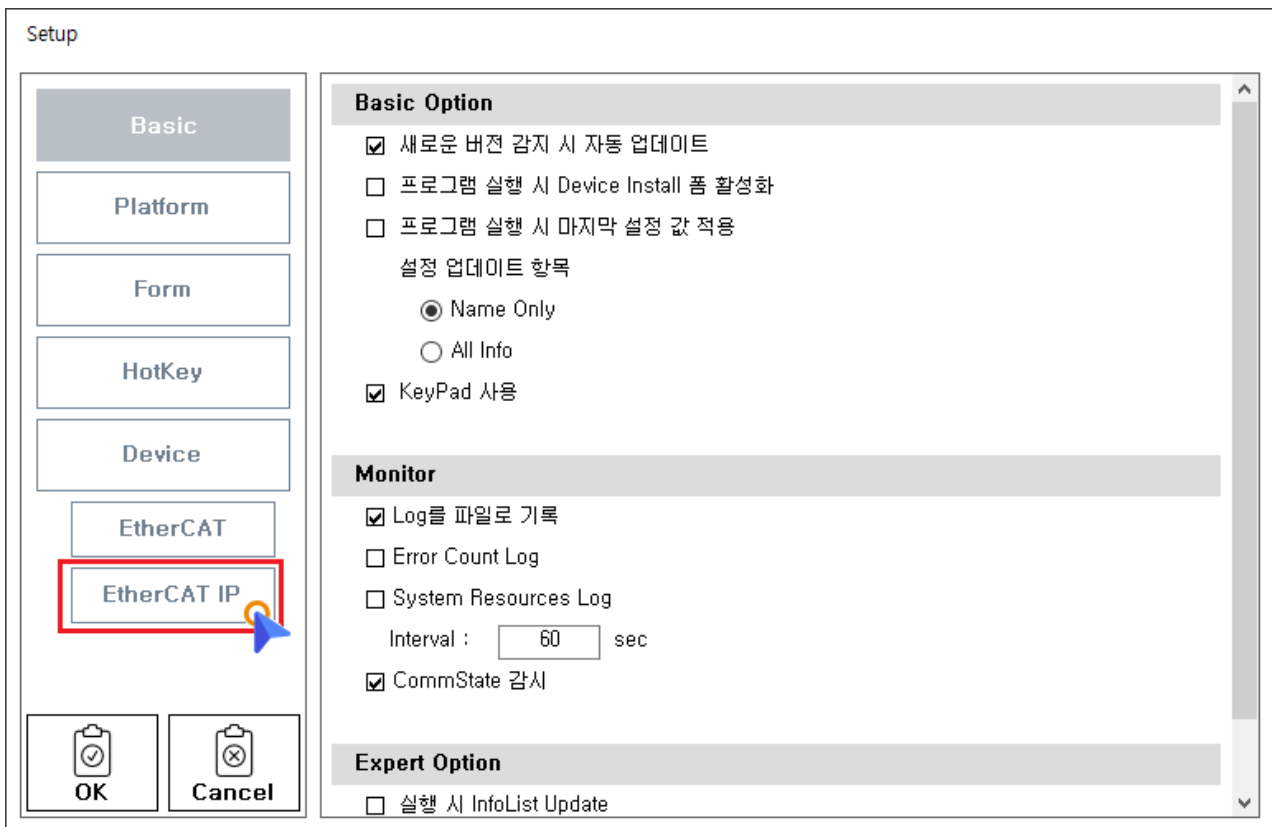 Setup
Basic
Platform
Form
HotKey
Device
EtherCAT
EtherCAT IP
OK
Cancel
Basic Option
새로운 버전 감지 시 자동 업데이트
프로그램 실행 시 Device Install 폼 활성화
프로그램 실행 시 마지막 설정 값 적용
설정 업데이트 항목
Name Only
All Info
KeyPad 사용
Monitor
Log를 파일로 기록
Error Count Log
System Resources Log
Interval : 60 sec
CommState 감시
Expert Option
실행 시 InfoList Update